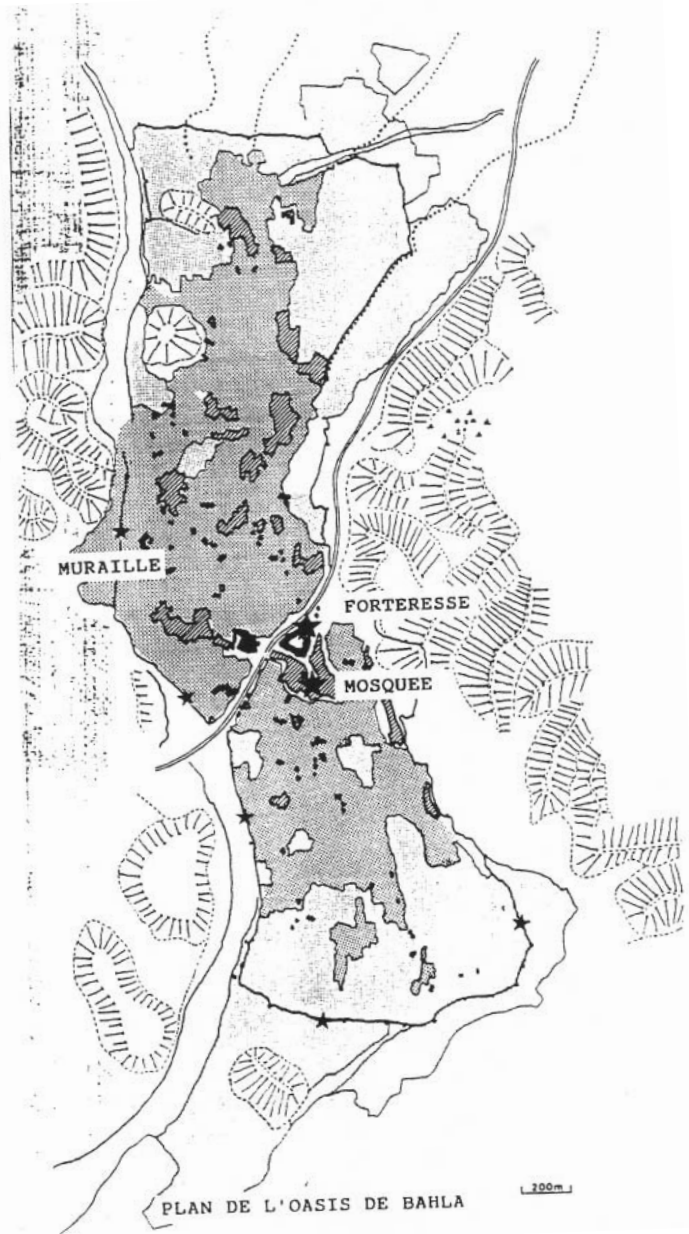 MURAILLE
FORTERESSE
MOSQUEE
200m
PLAN DE L'OASIS DE BAHLA